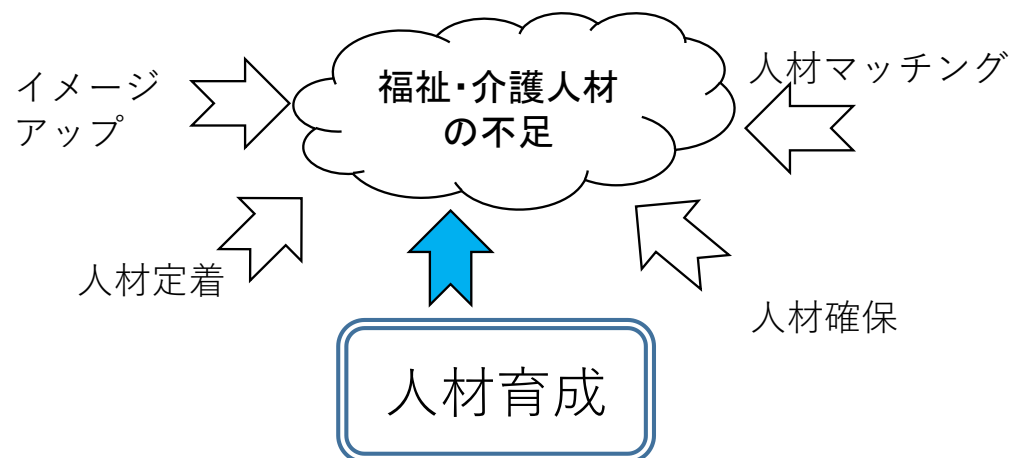 福祉・介護人材
の不足
イメージ
アップ
人材マッチング
人材定着
人材確保
人材育成